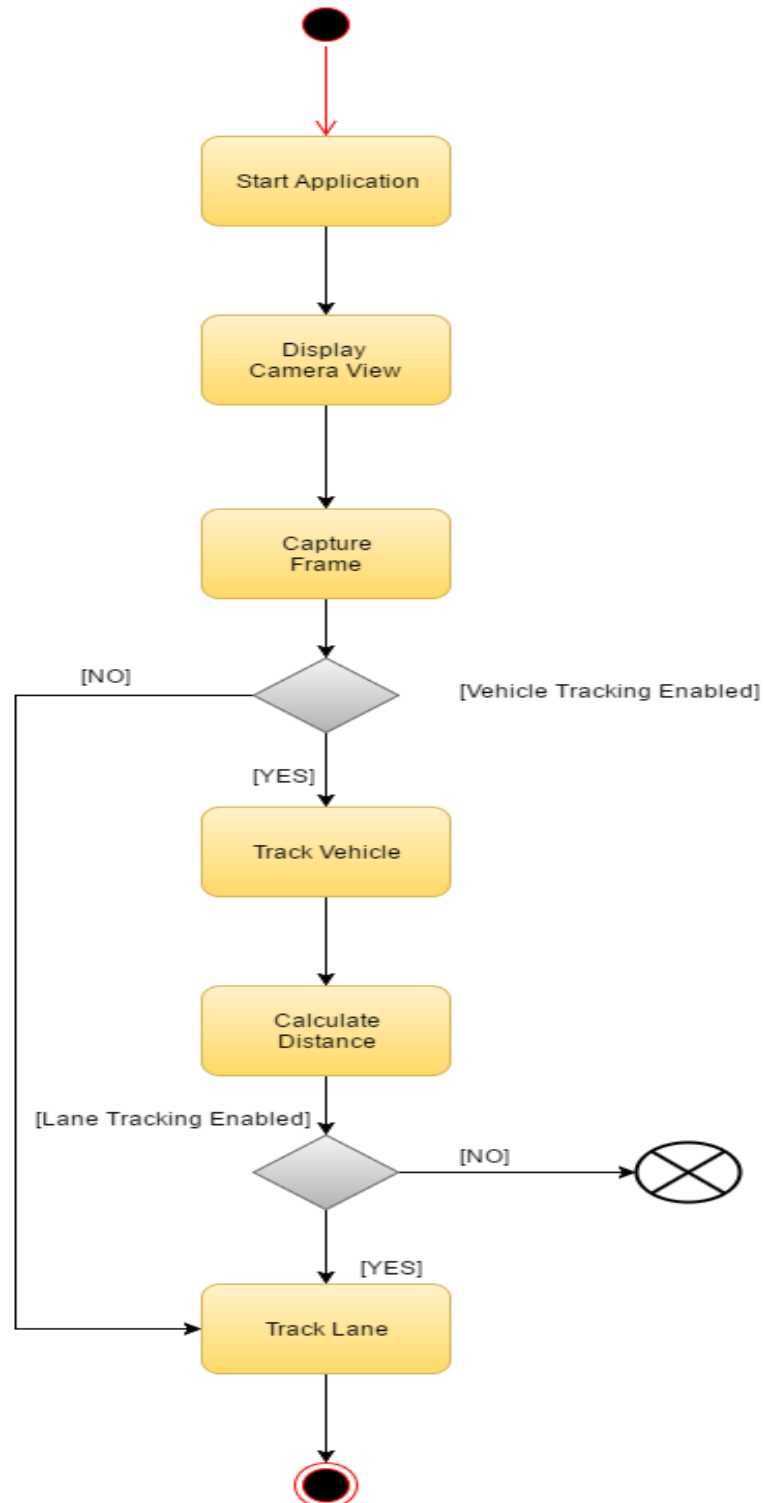 Start Application
Display
Camera View
Capture
Frame
[NO]
[Vehicle Tracking Enabled]
[YES]
Track Vehicle
Calculate
Distance
[Lane Tracking Enabled]
[NO]
[YES]
Track Lane